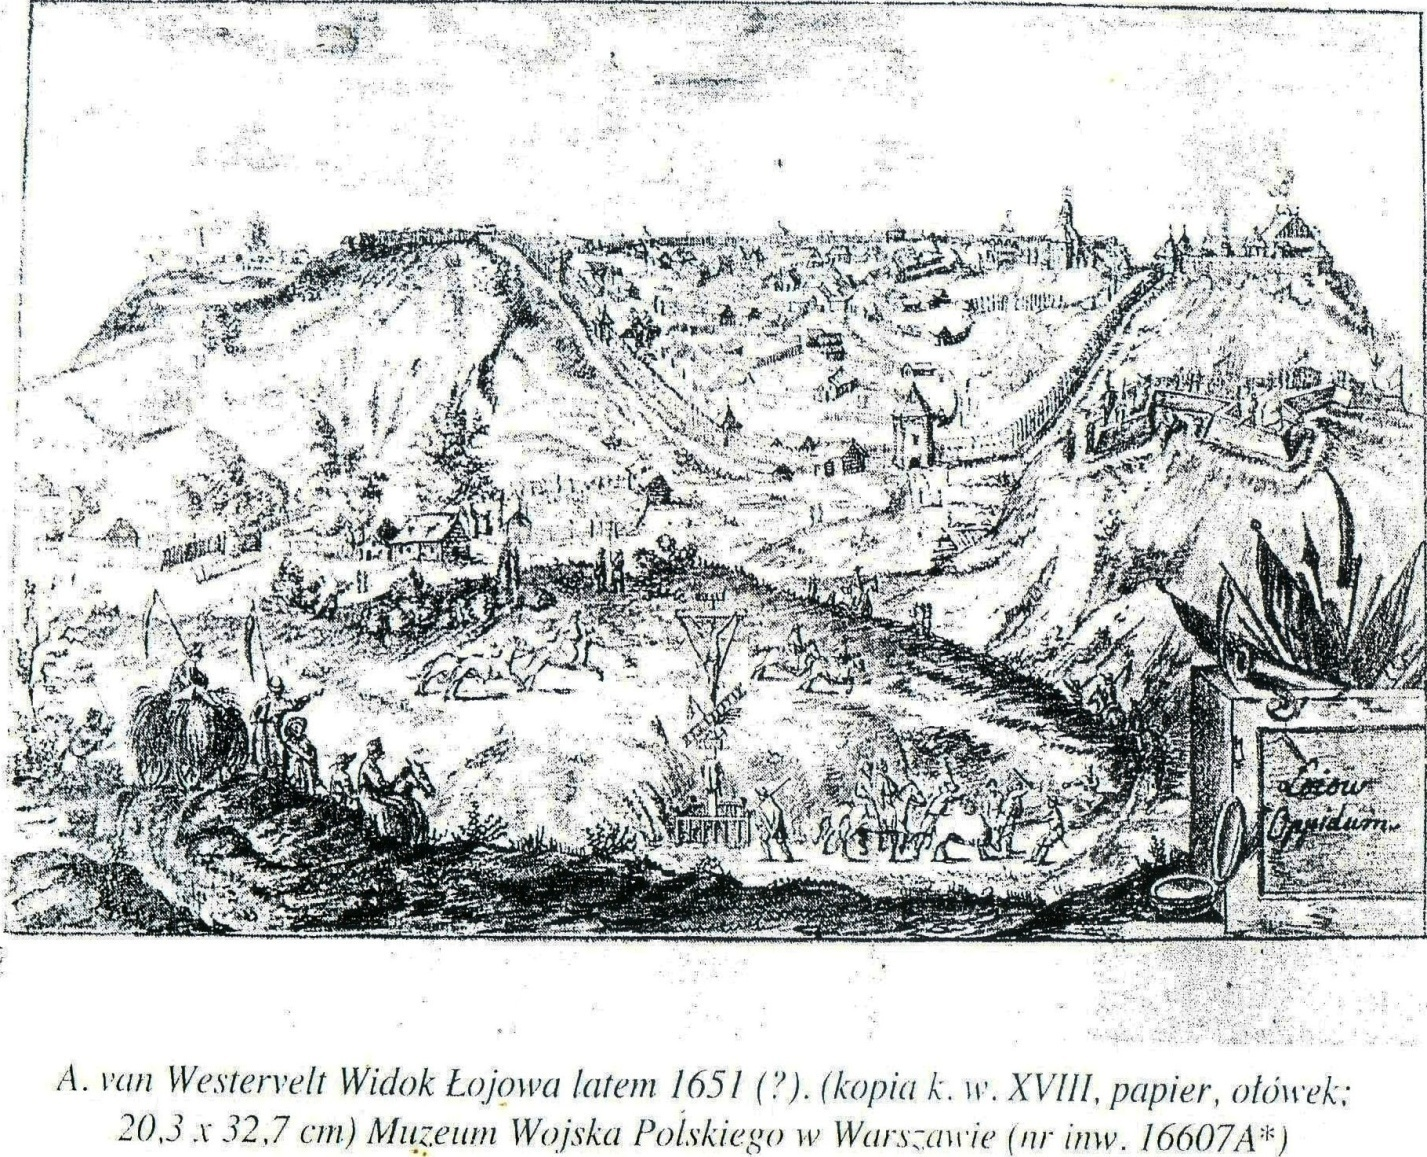 Łoiow
Oppidum.
A. van Westervelt Widok Łojowa latem 1651 (?). (kopia k. w. XVIII, papier, ołówek;
20,3 x 32,7 cm) Muzeum Wojska Polskiego w Warszawie (nr inw. 16607A*)